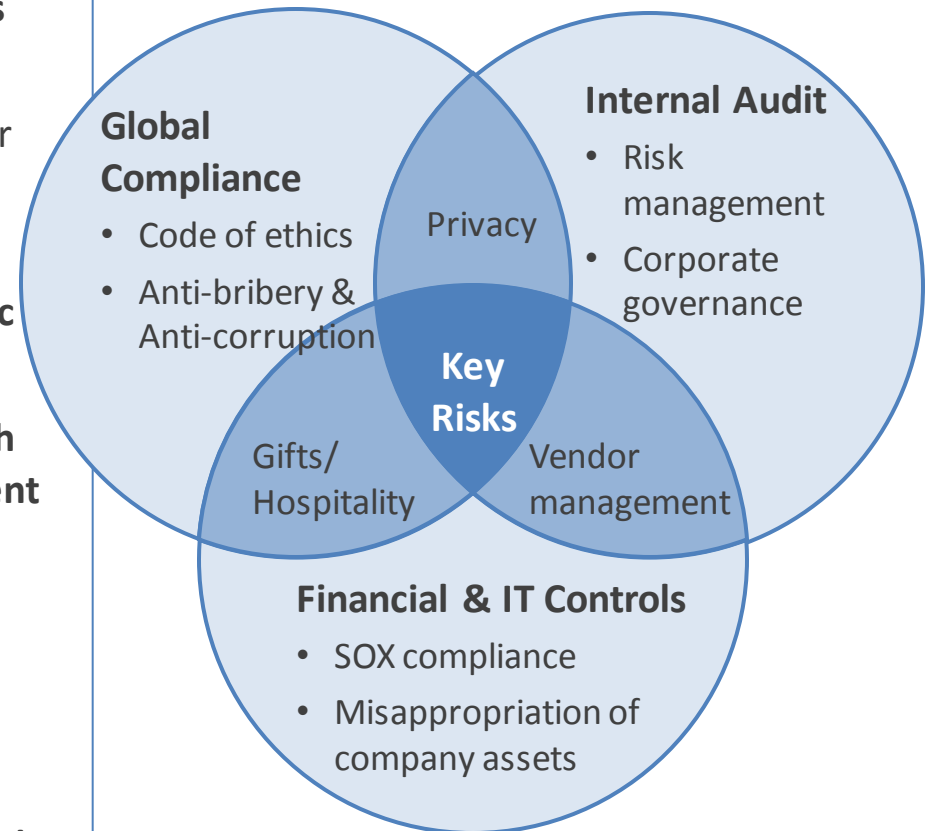 Global
Compliance
• Code of ethics
• Anti-bribery &
Anti-corruption
Privacy
Internal Audit
• Risk
management
• Corporate
governance
Key
Risks
Gifts/
Hospitality
Vendor
management
Financial & IT Controls
• SOX compliance
• Misappropriation of
company assets